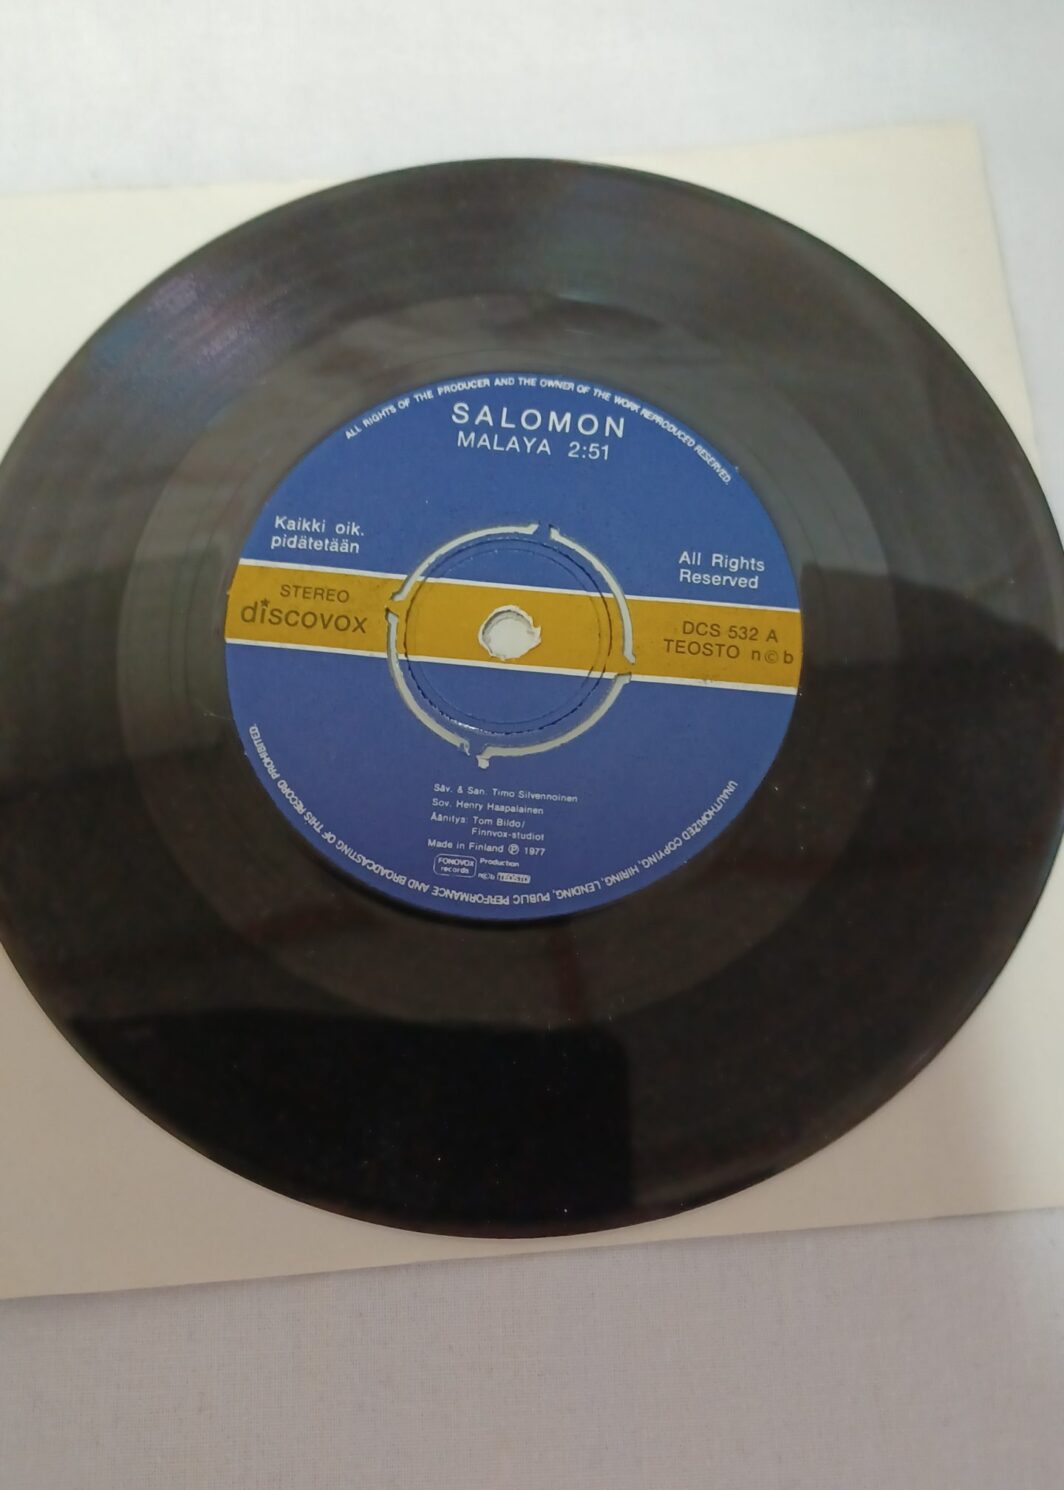 ALL RIGHTS OF THE PRODUCER AND THE OWNER OF THE WORK REPRODUCED RESERVED.
SALOMON
MALAYA 2:51
Kaikki oik.
pidätetään
All Rights
Reserved
STEREO
discovox
DCS 532 A
TEOSTO n©b
Säv. & San. Timo Silvennoinen
Sov. Henry Haapalainen
Äänitys: Tom Bildo/
Finnvox-studiot
Made in Finland ℗ 1977
FONOVOX
records
Production
UNAUTHORIZED COPYING, HIRING, LENDING, PUBLIC PERFORMANCE AND BROADCASTING OF THIS RECORD PROHIBITED.